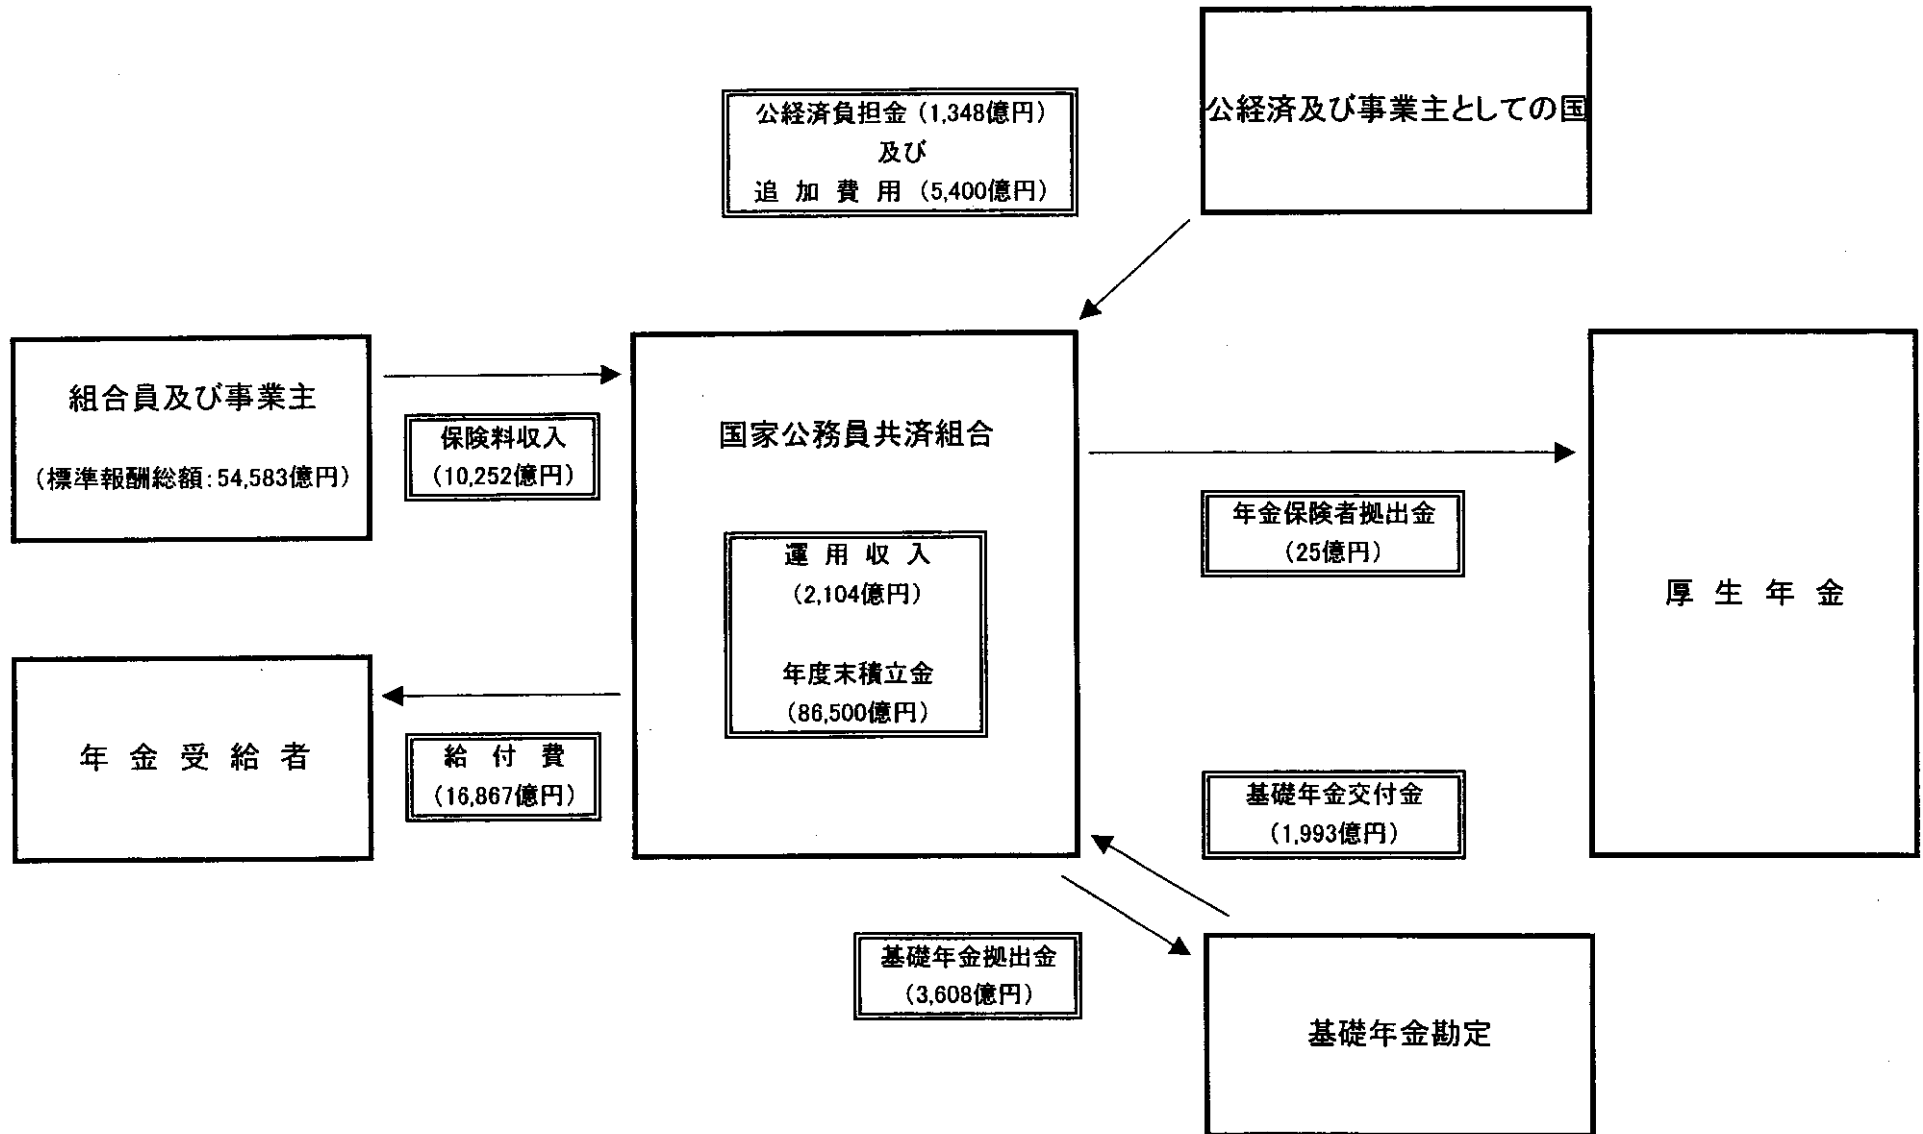 公経済及び事業主としての国
公経済負担金（1,348億円）
及び
追 加 費 用（5,400億円）
組合員及び事業主
（標準報酬総額：54,583億円）
保険料収入
（10,252億円）
国家公務員共済組合
運 用 収 入
（2,104億円）
年度末積立金
（86,500億円）
年金保険者拠出金
（25億円）
厚 生 年 金
年 金 受 給 者
給 付 費
（16,867億円）
基礎年金交付金
（1,993億円）
基礎年金拠出金
（3,608億円）
基礎年金勘定